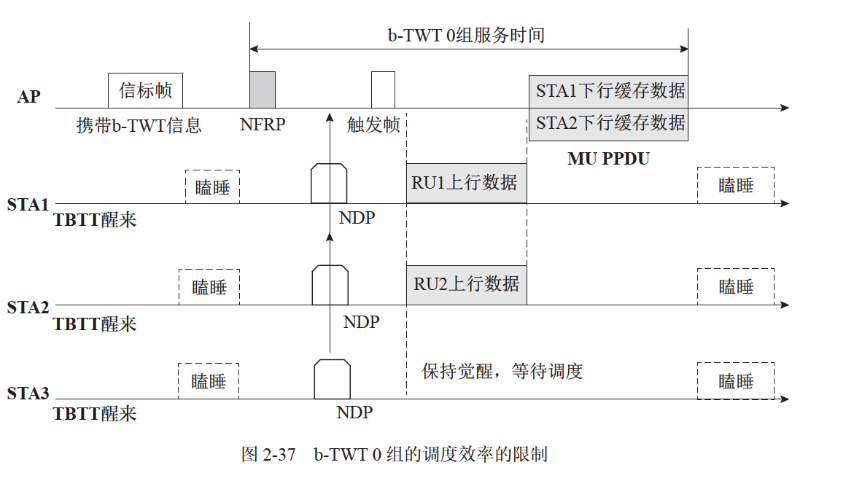 b-TWT 0组服务时间
AP
信标帧
STA1下行缓存数据
STA2下行缓存数据
携带b-TWT信息
NFRP
触发帧
MU PPDU
STA1
瞌睡
RU1上行数据
瞌睡
TBTT醒来
NDP
STA2
瞌睡
RU2上行数据
瞌睡
TBTT醒来
NDP
STA3
瞌睡
保持觉醒，等待调度
瞌睡
TBTT醒来
NDP
图 2-37 b-TWT 0 组的调度效率的限制